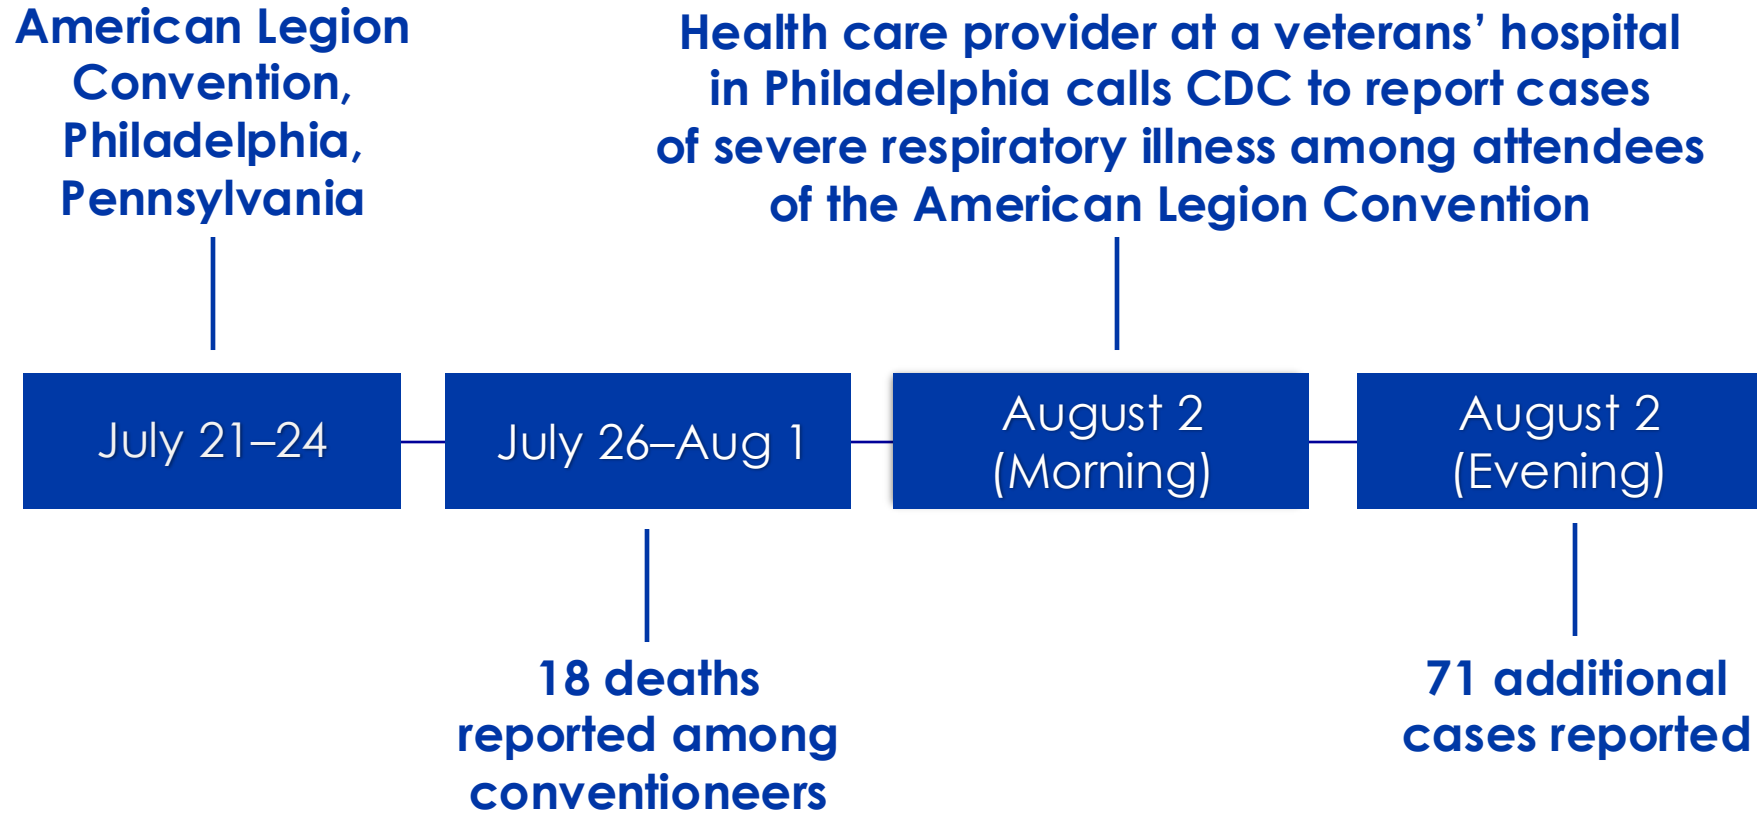 American Legion
Convention,
Philadelphia,
Pennsylvania
Health care provider at a veterans’ hospital
in Philadelphia calls CDC to report cases
of severe respiratory illness among attendees
of the American Legion Convention
July 21–24
July 26–Aug 1
August 2
(Morning)
August 2
(Evening)
18 deaths
reported among
conventioneers
71 additional
cases reported